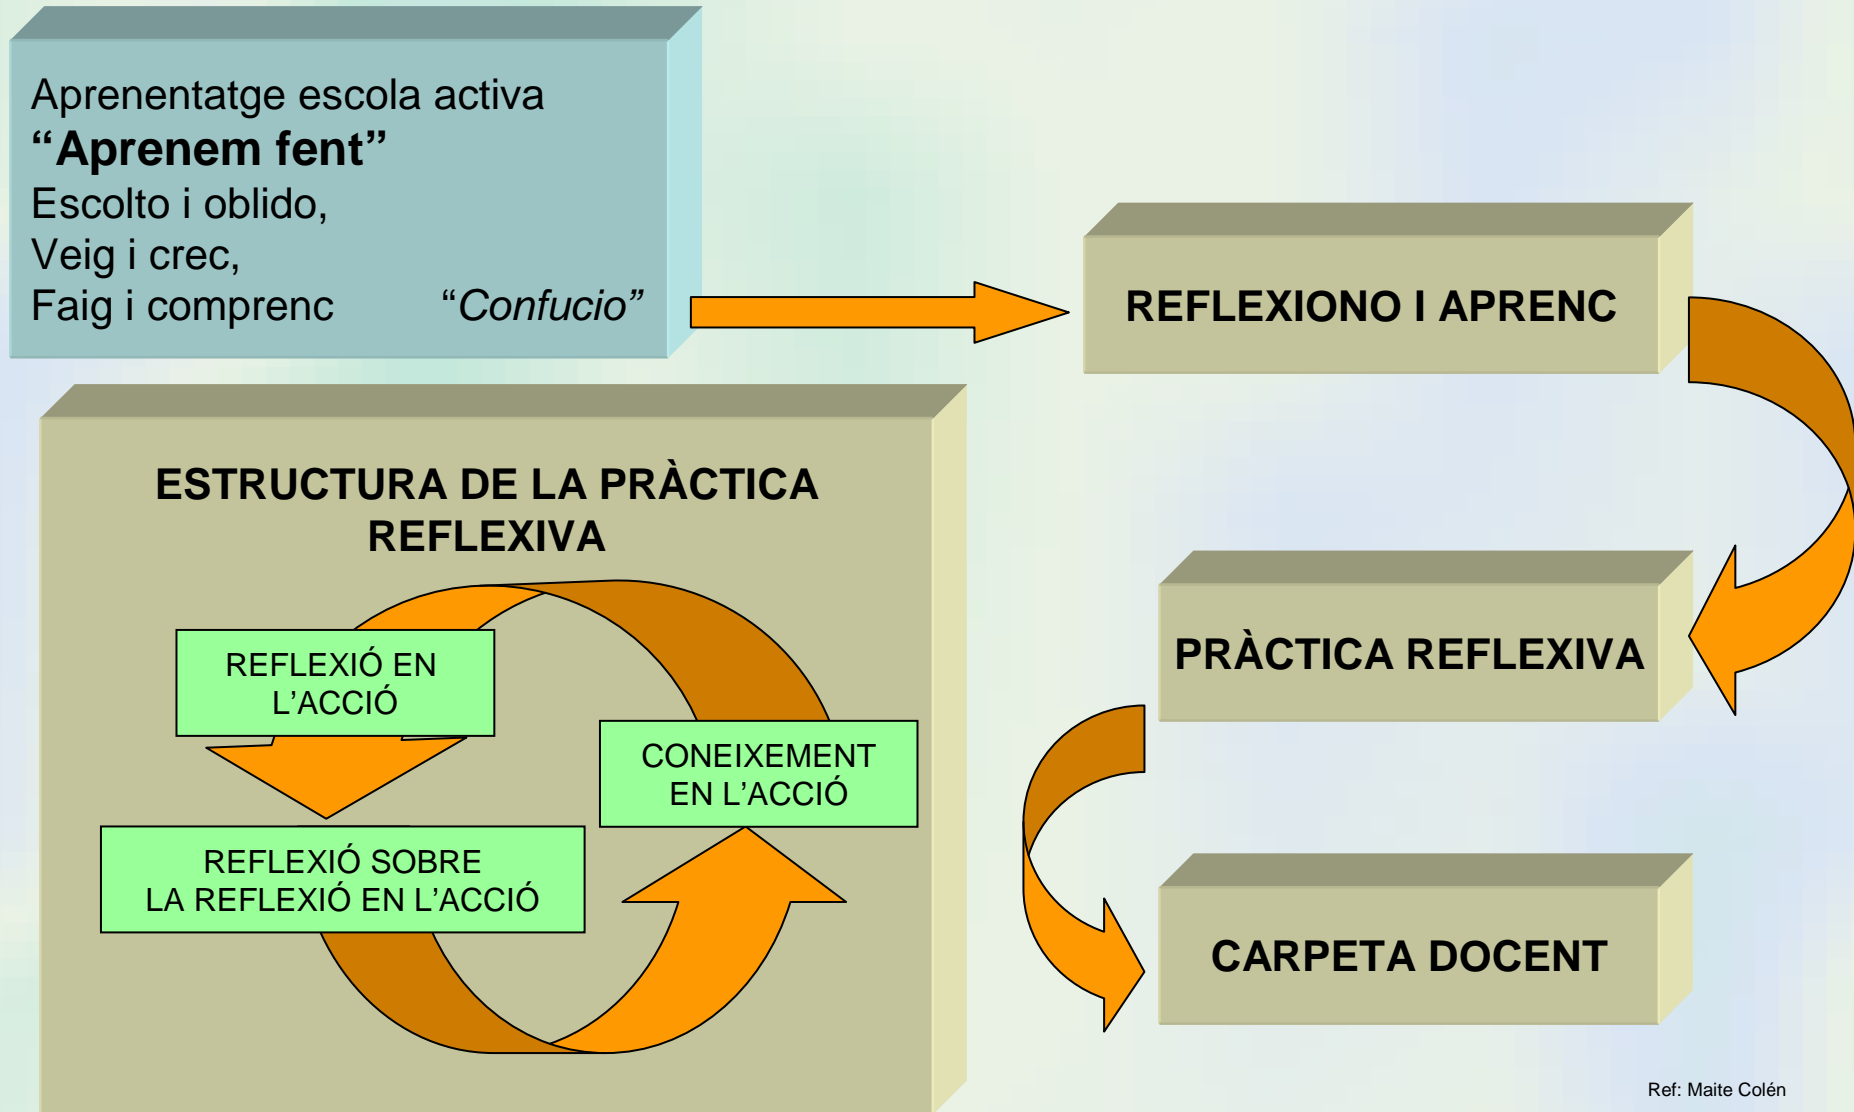 Aprenentatge escola activa
“Aprenem fent”
Escolto i oblido,
Veig i crec,
Faig i comprenc “Confucio”
REFLEXIONO I APRENC
ESTRUCTURA DE LA PRÀCTICA
REFLEXIVA
REFLEXIÓ EN
L’ACCIÓ
CONEIXEMENT
EN L’ACCIÓ
REFLEXIÓ SOBRE
LA REFLEXIÓ EN L’ACCIÓ
PRÀCTICA REFLEXIVA
CARPETA DOCENT
Ref: Maite Colén